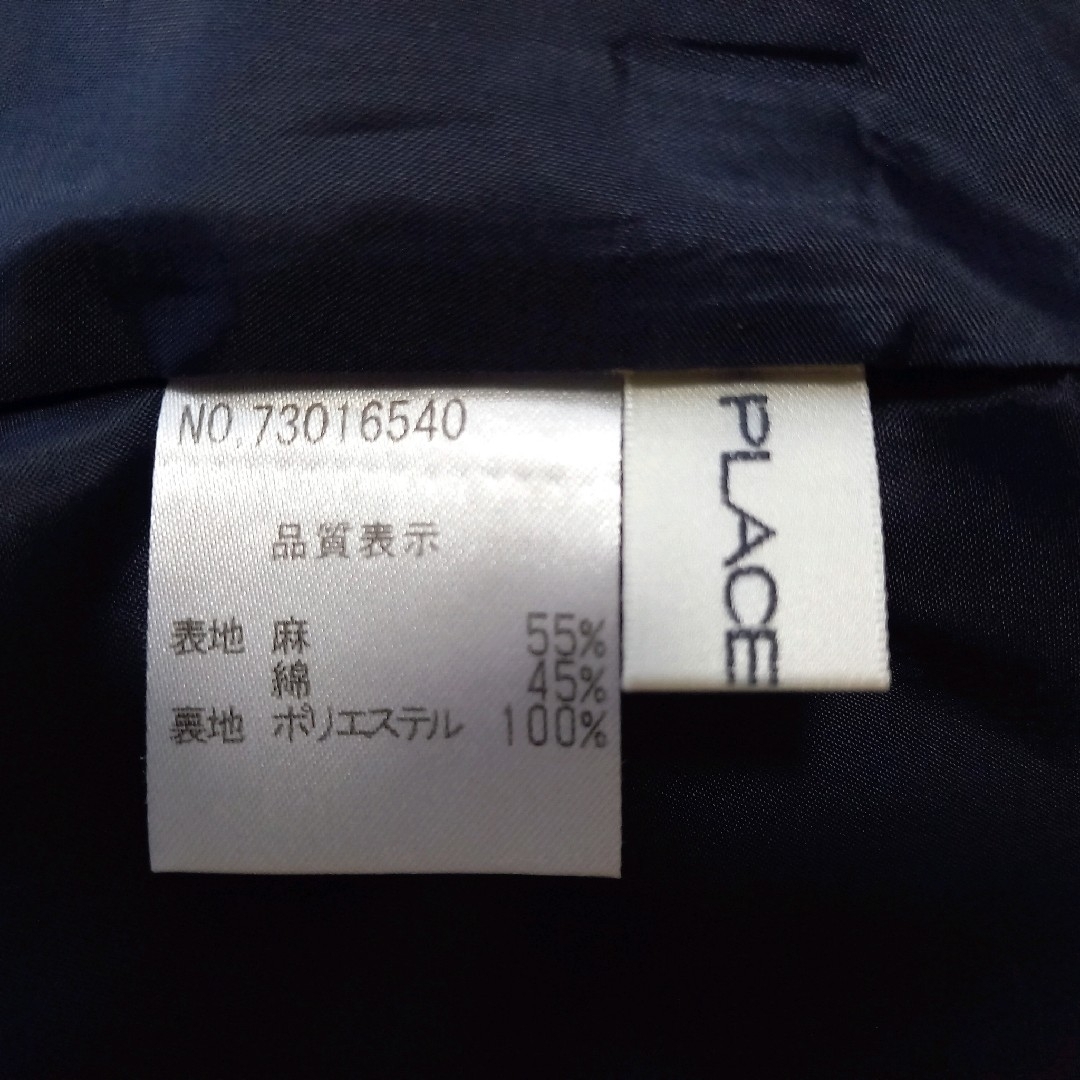 NO.73016540
品質表示
表地 麻 55%
綿 45%
裏地 ポリエステル 100%
PLACE